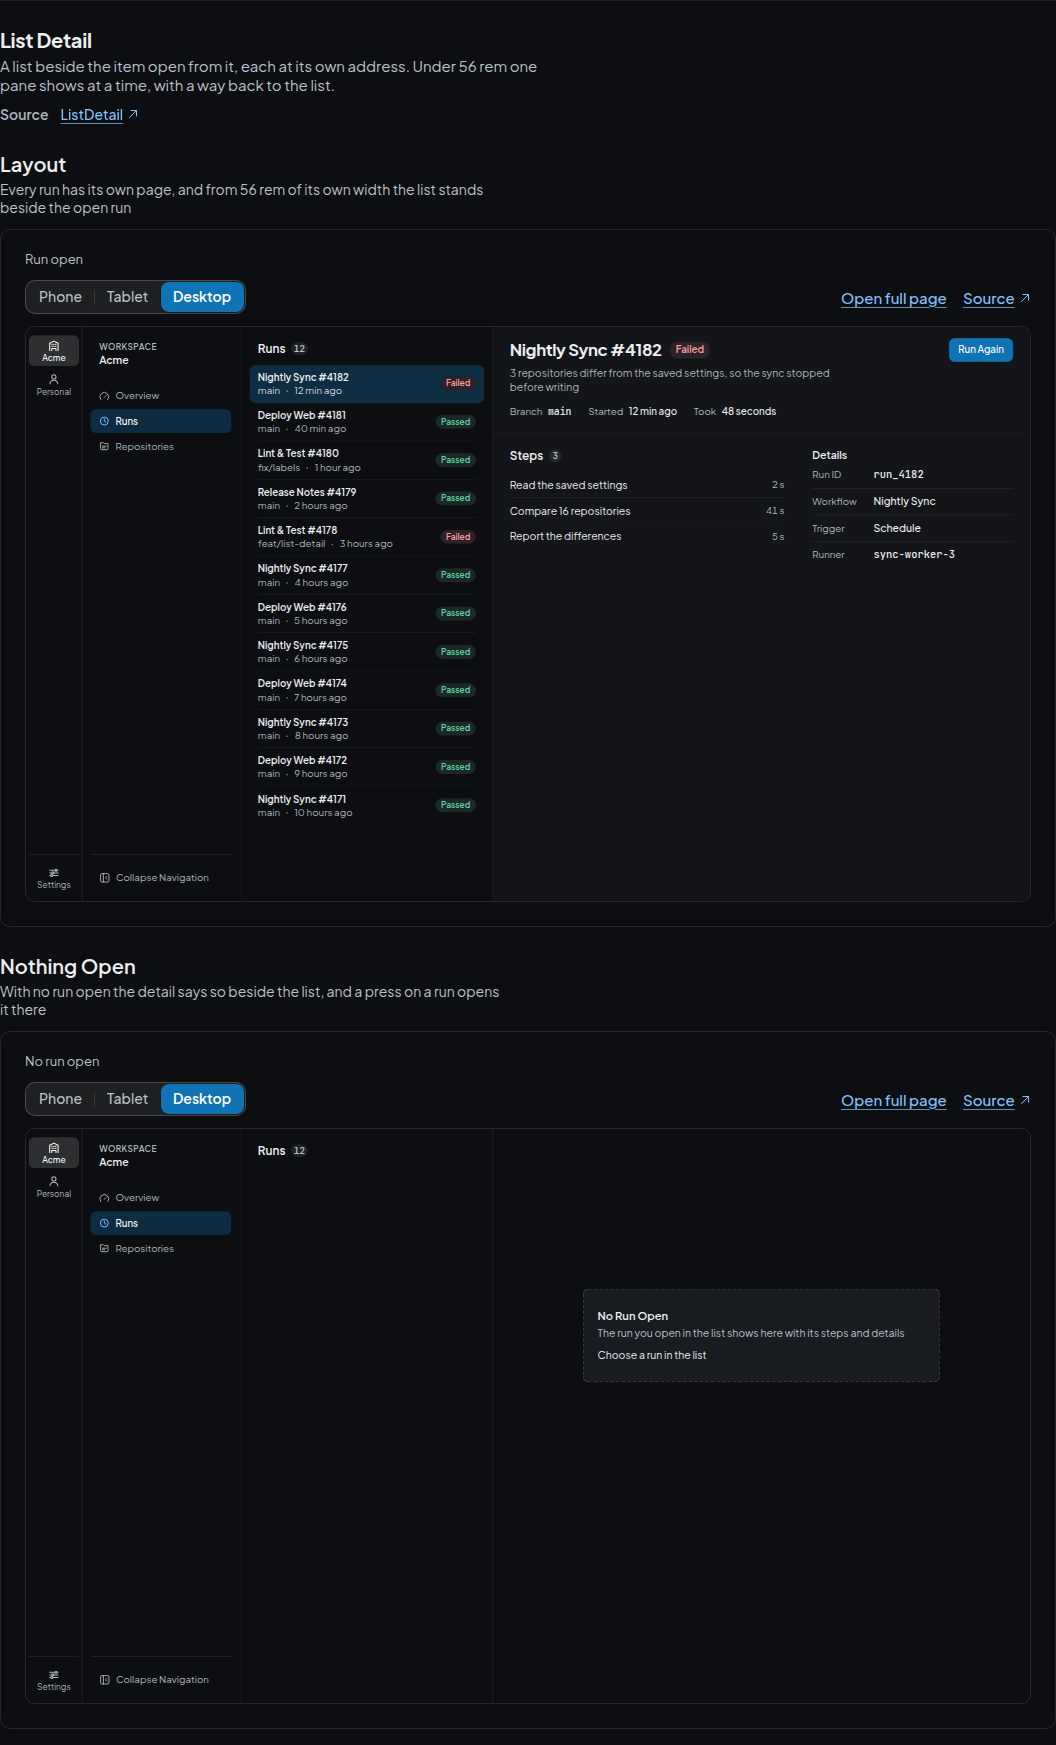 List Detail
A list beside the item open from it, each at its own address. Under 56 rem one
pane shows at a time, with a way back to the list.
Source ListDetail
Layout
Every run has its own page, and from 56 rem of its own width the list stands
beside the open run
Run open
Phone Tablet Desktop
Open full page Source
Acme
Personal
Settings
WORKSPACE
Acme
Overview
Runs
Repositories
Collapse Navigation
Runs 12
Nightly Sync #4182
main · 12 min ago
Failed
Deploy Web #4181
main · 40 min ago
Passed
Lint & Test #4180
fix/labels · 1 hour ago
Passed
Release Notes #4179
main · 2 hours ago
Passed
Lint & Test #4178
feat/list-detail · 3 hours ago
Failed
Nightly Sync #4177
main · 4 hours ago
Passed
Deploy Web #4176
main · 5 hours ago
Passed
Nightly Sync #4175
main · 6 hours ago
Passed
Deploy Web #4174
main · 7 hours ago
Passed
Nightly Sync #4173
main · 8 hours ago
Passed
Deploy Web #4172
main · 9 hours ago
Passed
Nightly Sync #4171
main · 10 hours ago
Passed
Nightly Sync #4182 Failed
Run Again
3 repositories differ from the saved settings, so the sync stopped
before writing
Branch main Started 12 min ago Took 48 seconds
Steps 3
Read the saved settings 2 s
Compare 16 repositories 41 s
Report the differences 5 s
Details
Run ID run_4182
Workflow Nightly Sync
Trigger Schedule
Runner sync-worker-3
Nothing Open
With no run open the detail says so beside the list, and a press on a run opens
it there
No run open
Phone Tablet Desktop
Open full page Source
Acme
Personal
Settings
WORKSPACE
Acme
Overview
Runs
Repositories
Collapse Navigation
Runs 12
No Run Open
The run you open in the list shows here with its steps and details
Choose a run in the list